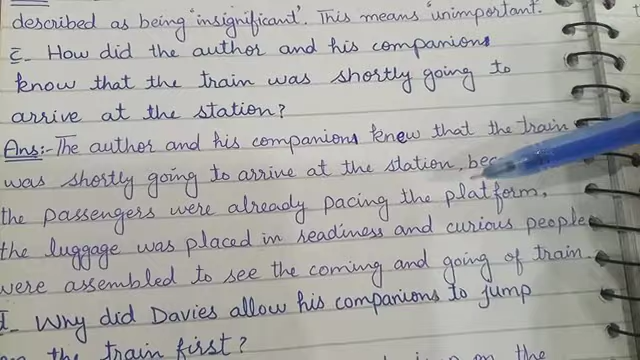 described as being 'insignificant'. This means 'unimportant.
c. How did the author and his companions
know that the train was shortly going to
arrive at the station?
Ans:- The author and his companions knew that the train
was shortly going to arrive at the station,
the passengers were already pacing the platform,
the luggage was placed in readiness and curious people
were assembled to see the coming and going of train.
Why did Davies allow his companions to jump
the train first?
the